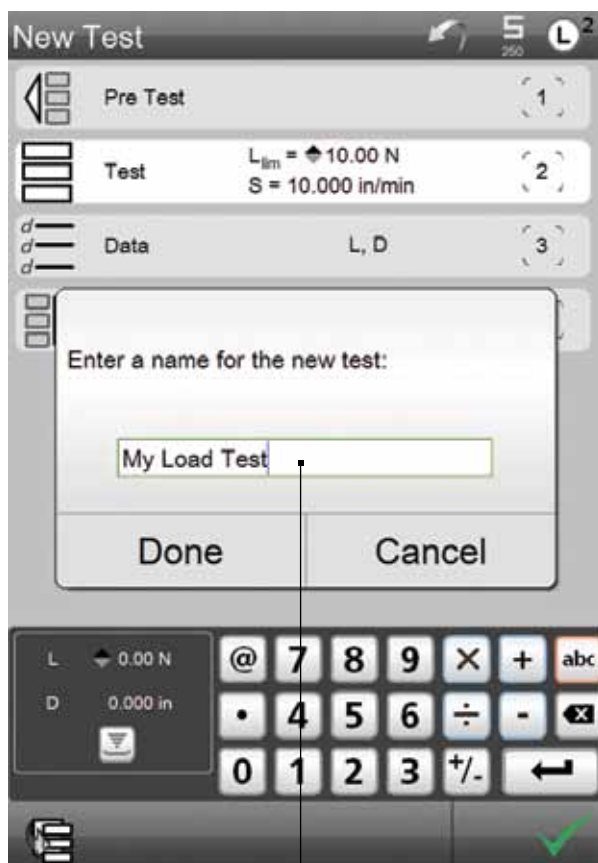 New Test
S
250
L 2
Pre Test
1
Test
Llim = 10.00 N
S = 10.000 in/min
2
d
d
d
Data
L, D
3
Enter a name for the new test:
My Load Test
Done
Cancel
L 0.00 N
D 0.000 in
@ 7 8 9 × + abc
• 4 5 6 ÷ -
0 1 2 3 +/-